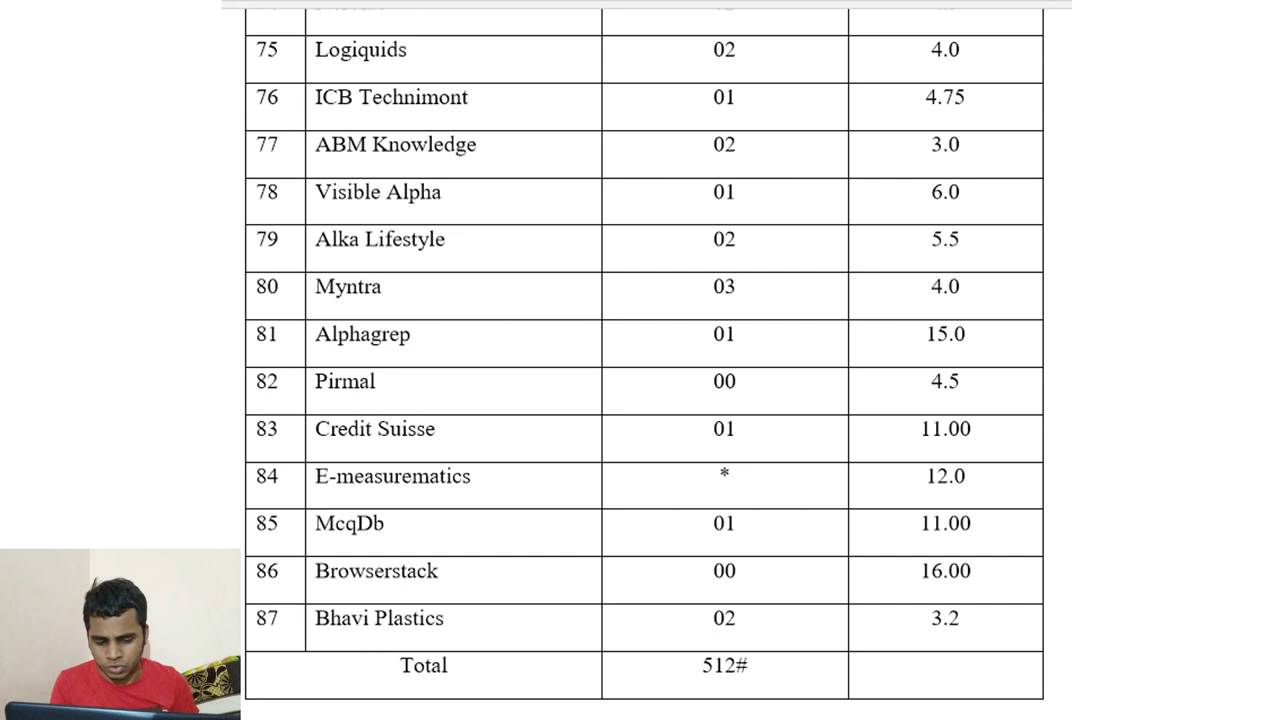 75 Logiquids 02 4.0
76 ICB Technimont 01 4.75
77 ABM Knowledge 02 3.0
78 Visible Alpha 01 6.0
79 Alka Lifestyle 02 5.5
80 Myntra 03 4.0
81 Alphagrep 01 15.0
82 Pirmal 00 4.5
83 Credit Suisse 01 11.00
84 E-measurematics * 12.0
85 McqDb 01 11.00
86 Browserstack 00 16.00
87 Bhavi Plastics 02 3.2
Total 512#